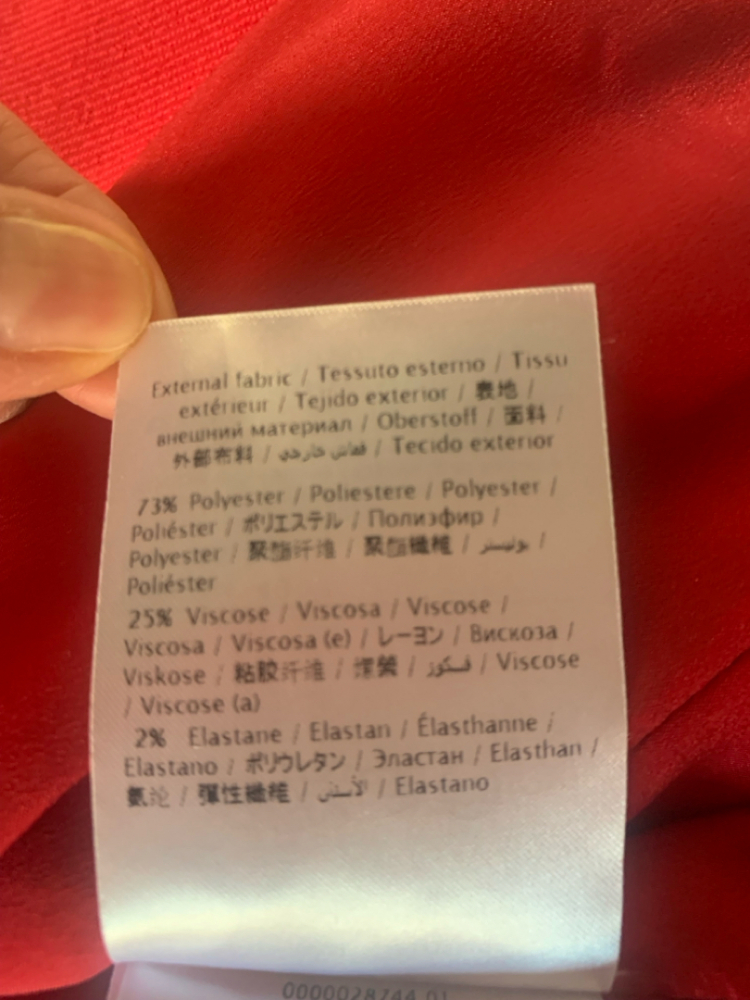 External fabric / Tessuto esterno / Tissu
extérieur / Tejido exterior / 表地 /
внешний материал / Oberstoff / 面料 /
外部布料 / قماش خارجي / Tecido exterior
73% Polyester / Poliestere / Polyester /
Poliéster / ポリエステル / Полиэфир /
Polyester / 聚酯纤维 / 聚酯纖維 / بوليستر /
Poliéster
25% Viscose / Viscosa / Viscose /
Viscosa / Viscosa (e) / レーヨン / Вискоза /
Viskose / 粘胶纤维 / / فسكوز / Viscose
/ Viscose (a)
2% Elastane / Elastan / Élasthanne /
Elastano / ポリウレタン / Эластан / Elasthan /
氨纶 / 彈性纖維 / / Elastano